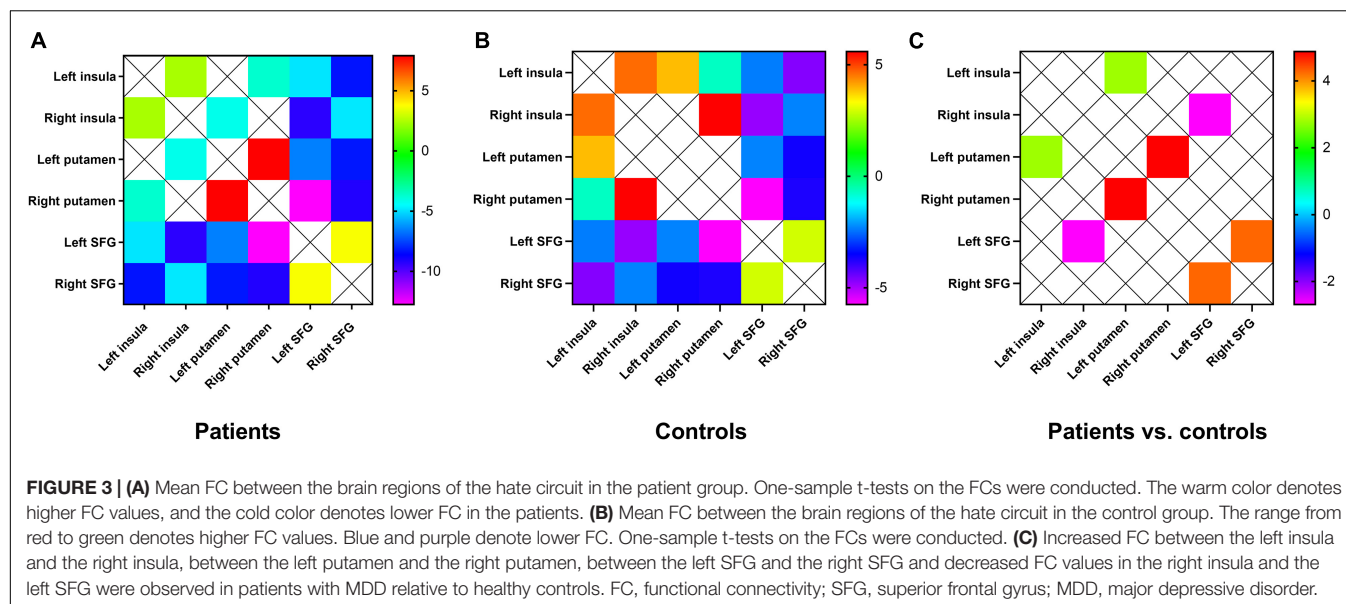 A
Left insula
Right insula
Left putamen
Right putamen
Left SFG
Right SFG
5
0
-5
-10
Left insula
Right insula
Left putamen
Right putamen
Left SFG
Right SFG
Patients
B
Left insula
Right insula
Left putamen
Right putamen
Left SFG
Right SFG
5
0
-5
Left insula
Right insula
Left putamen
Right putamen
Left SFG
Right SFG
Controls
C
Left insula
Right insula
Left putamen
Right putamen
Left SFG
Right SFG
4
2
0
-2
Left insula
Right insula
Left putamen
Right putamen
Left SFG
Right SFG
Patients vs. controls
FIGURE 3 | (A) Mean FC between the brain regions of the hate circuit in the patient group. One-sample t-tests on the FCs were conducted. The warm color denotes
higher FC values, and the cold color denotes lower FC in the patients. (B) Mean FC between the brain regions of the hate circuit in the control group. The range from
red to green denotes higher FC values. Blue and purple denote lower FC. One-sample t-tests on the FCs were conducted. (C) Increased FC between the left insula
and the right insula, between the left putamen and the right putamen, between the left SFG and the right SFG and decreased FC values in the right insula and the
left SFG were observed in patients with MDD relative to healthy controls. FC, functional connectivity; SFG, superior frontal gyrus; MDD, major depressive disorder.